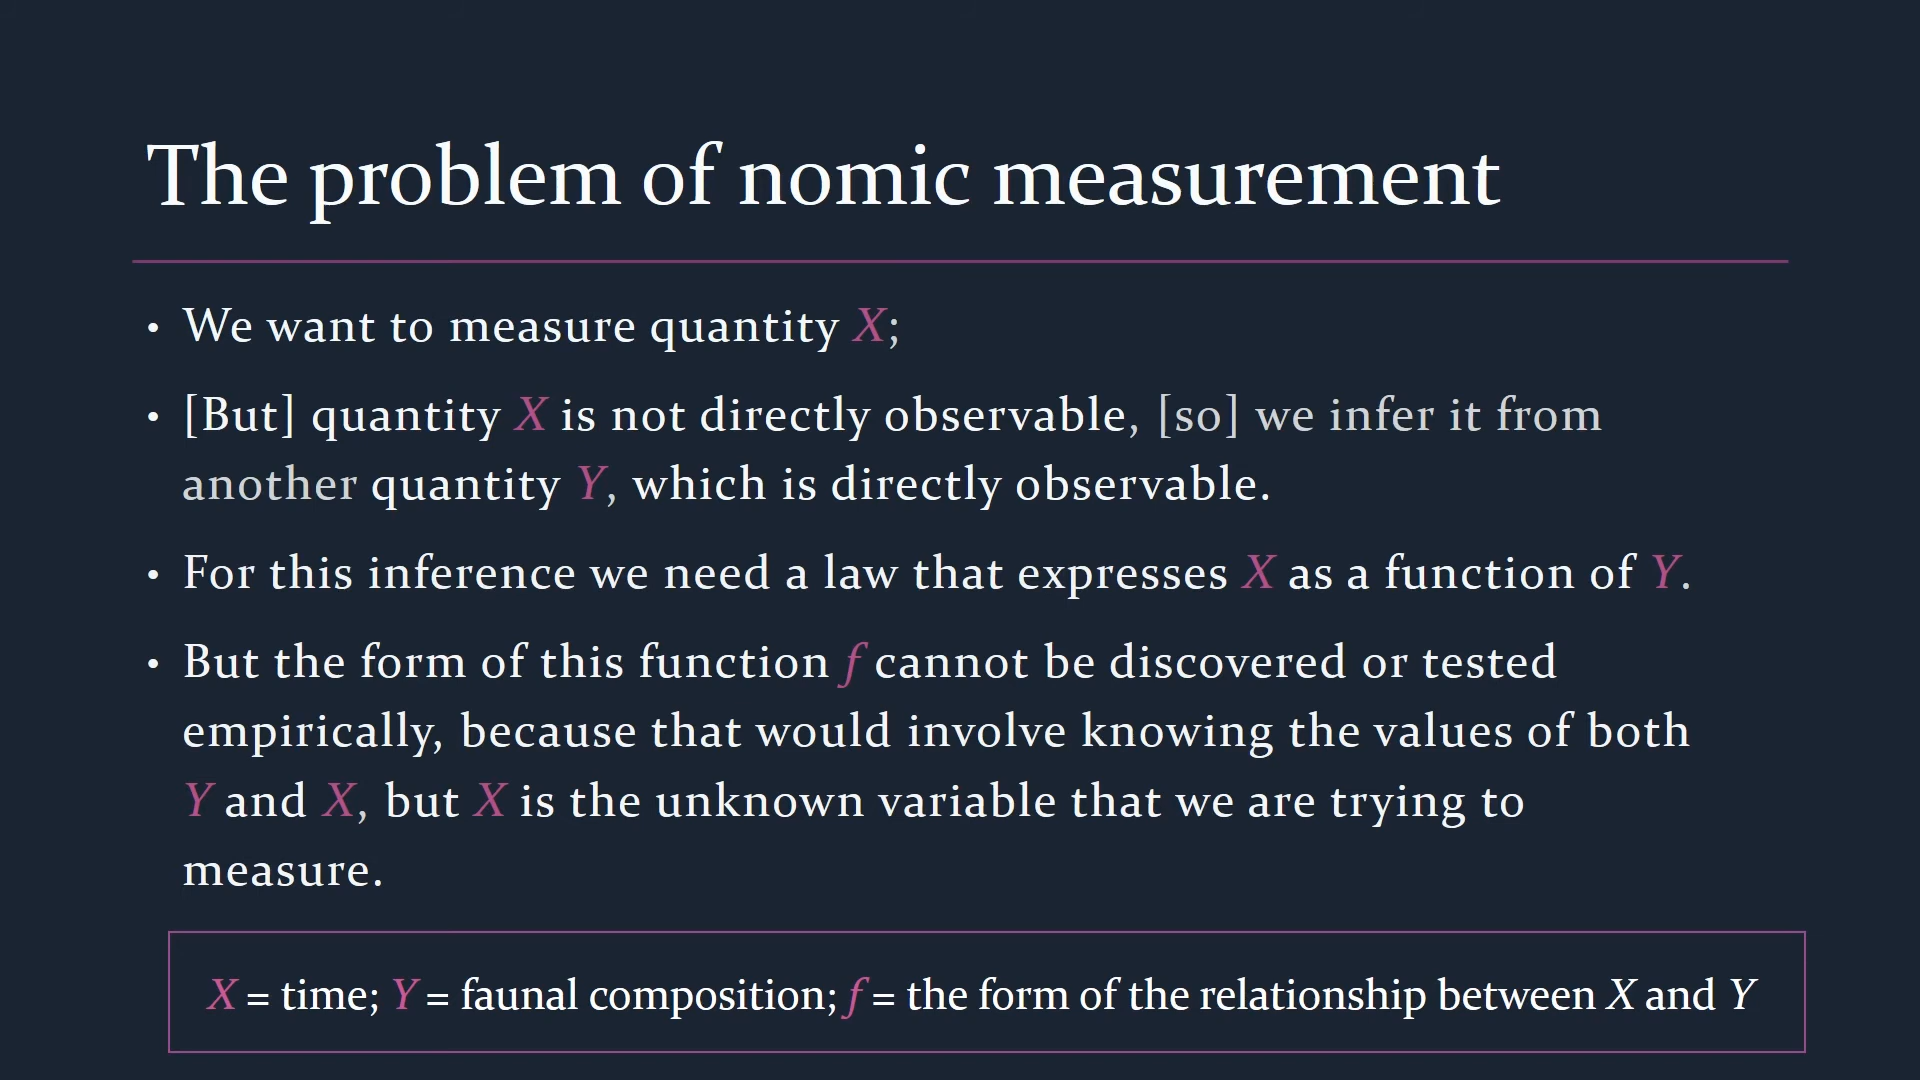 The problem of nomic measurement
• We want to measure quantity X;
• [But] quantity X is not directly observable, [so] we infer it from
another quantity Y, which is directly observable.
• For this inference we need a law that expresses X as a function of Y.
• But the form of this function f cannot be discovered or tested
empirically, because that would involve knowing the values of both
Y and X, but X is the unknown variable that we are trying to
measure.
X = time; Y = faunal composition; f = the form of the relationship between X and Y